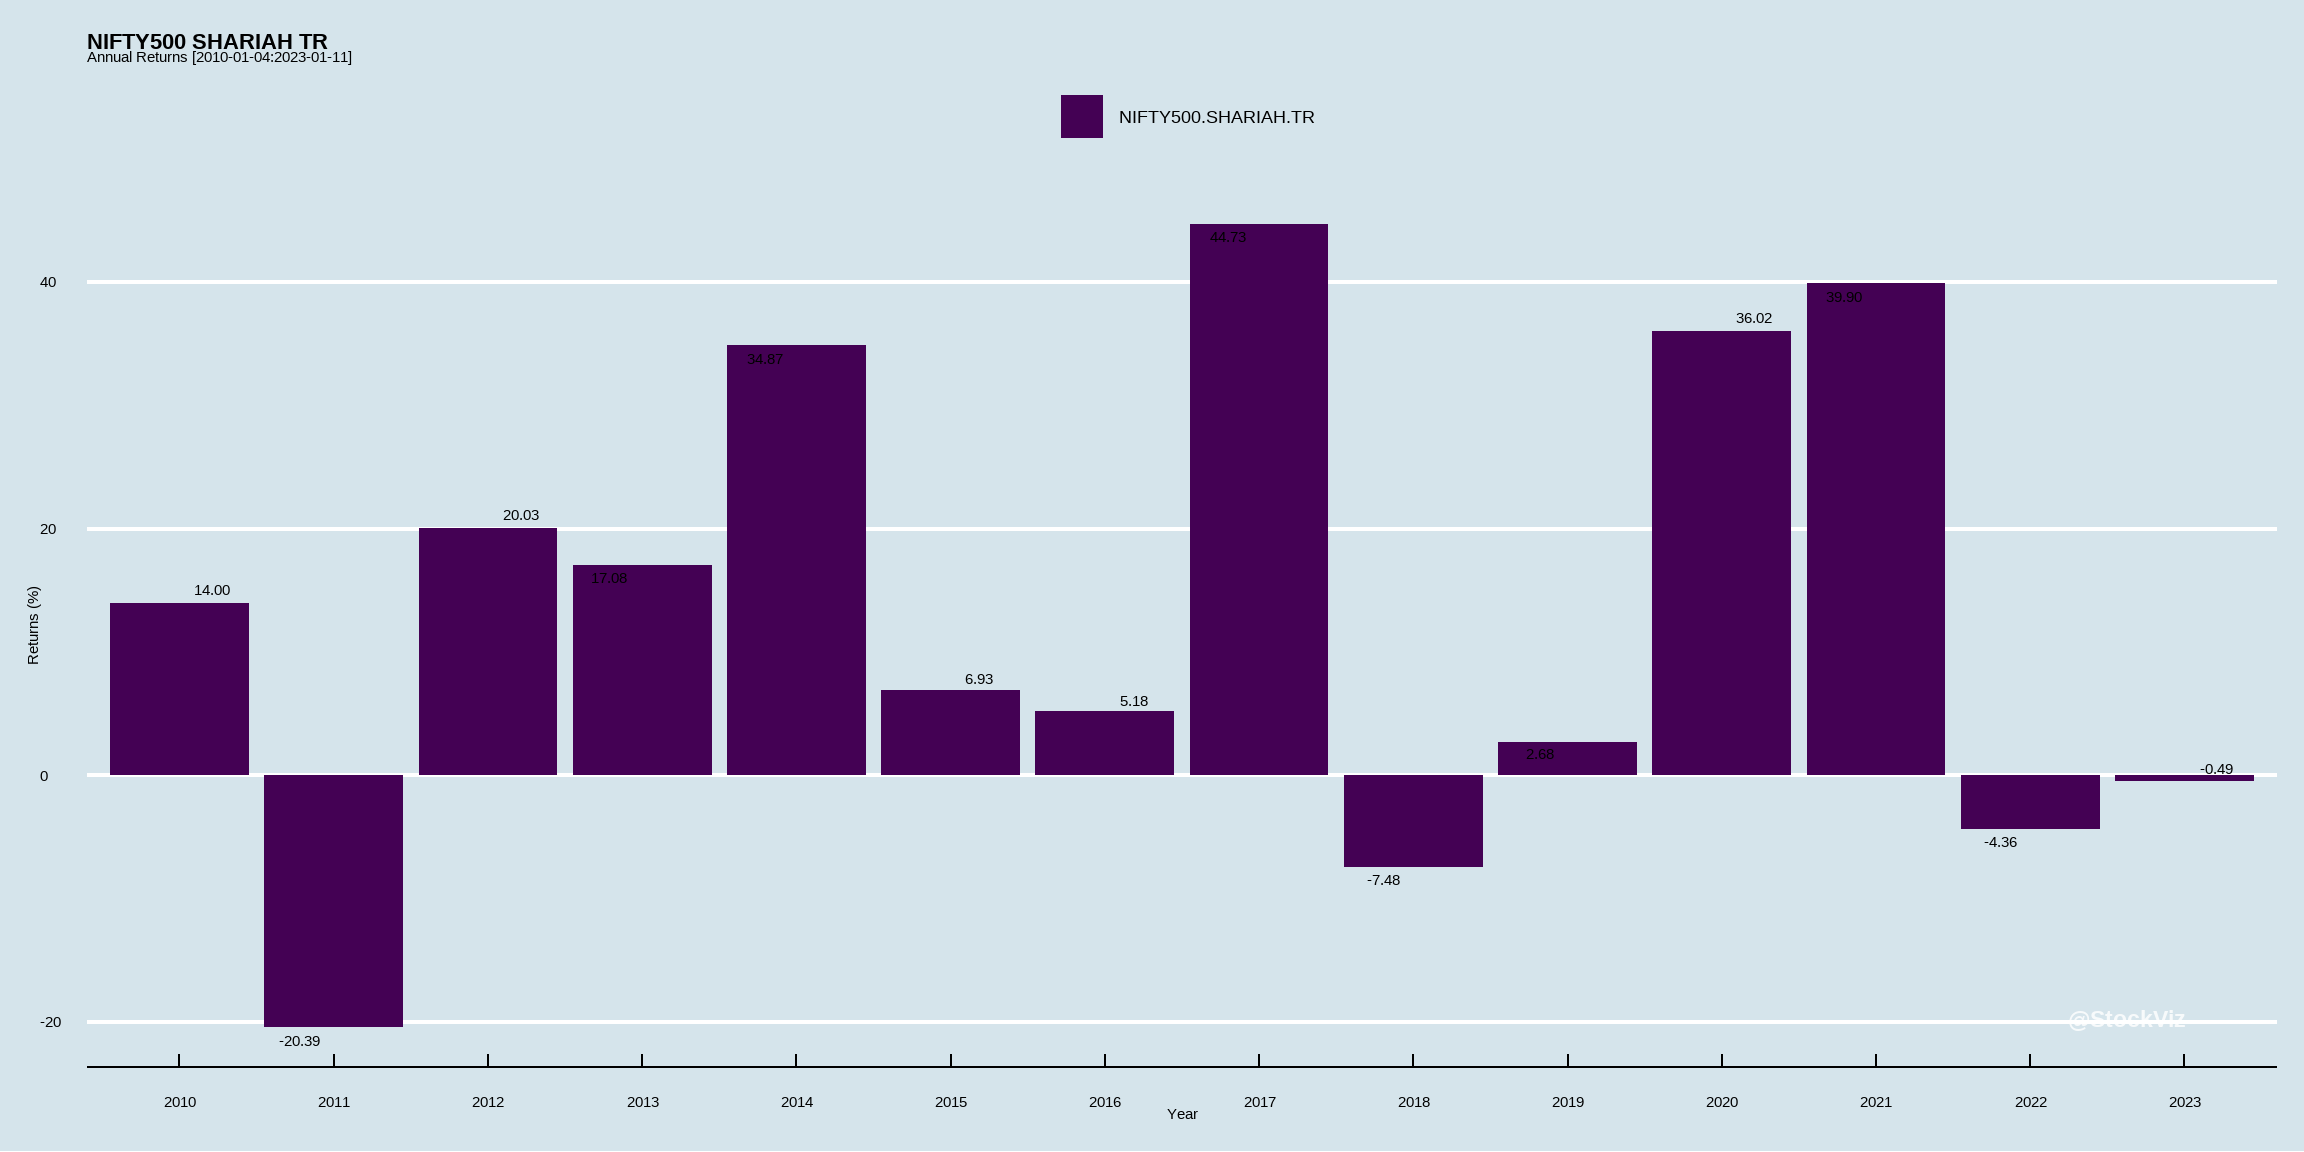 NIFTY500 SHARIAH TR
Annual Returns [2010-01-04:2023-01-11]
NIFTY500.SHARIAH.TR
44.73
40
39.90
36.02
34.87
20.03
20
17.08
14.00
Returns (%)
6.93
5.18
2.68
-0.49
0
-4.36
-7.48
-20
@StockViz
-20.39
2010 2011 2012 2013 2014 2015 2016 2017 2018 2019 2020 2021 2022 2023
Year